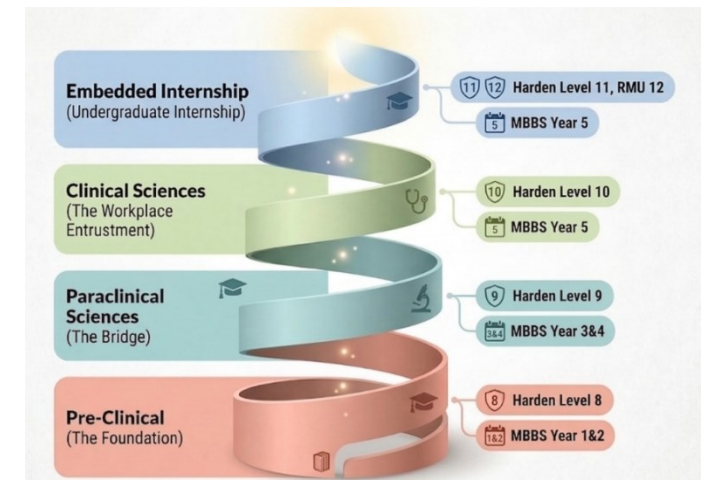 Embedded Internship
(Undergraduate Internship)
11 12 Harden Level 11, RMU 12
5 MBBS Year 5
Clinical Sciences
(The Workplace
Entrustment)
10 Harden Level 10
5 MBBS Year 5
Paraclinical
Sciences
(The Bridge)
9 Harden Level 9
3&4 MBBS Year 3&4
Pre-Clinical
(The Foundation)
8 Harden Level 8
1&2 MBBS Year 1&2